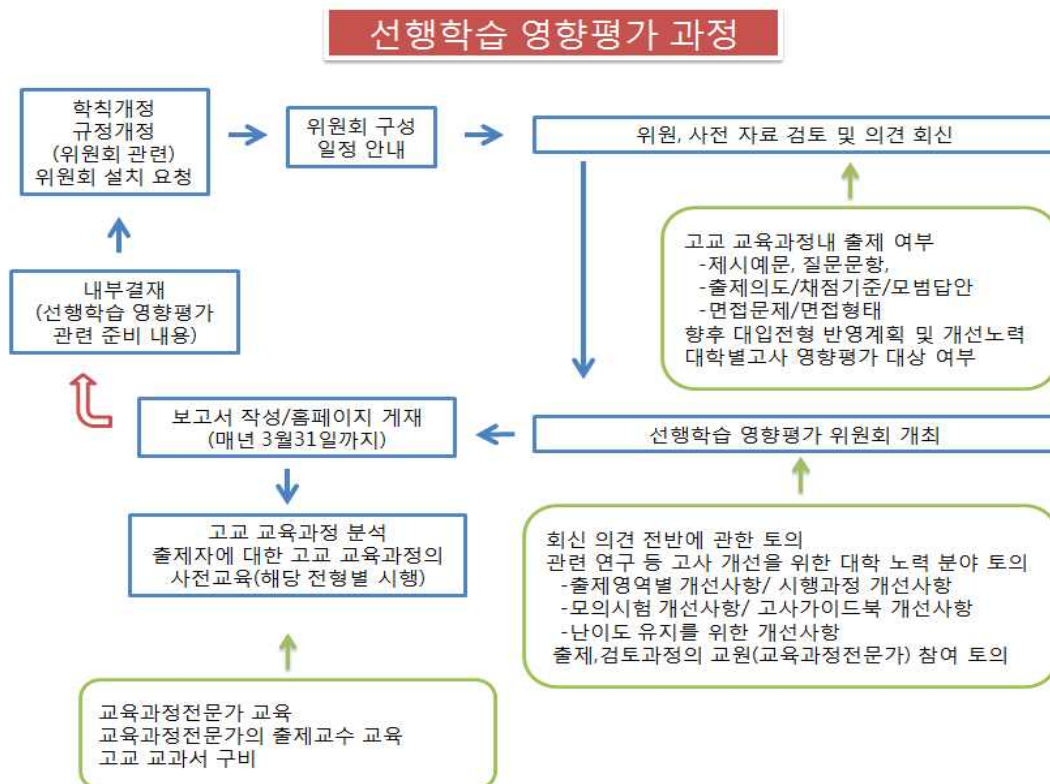 선행학습 영향평가 과정
학칙개정
규정개정
(위원회 관련)
위원회 설치 요청
위원회 구성
일정 안내
위원, 사전 자료 검토 및 의견 회신
고교 교육과정내 출제 여부
-제시예문, 질문문항,
-출제의도/채점기준/모범답안
-면접문제/면접형태
향후 대입전형 반영계획 및 개선노력
대학별고사 영향평가 대상 여부
내부결재
(선행학습 영향평가
관련 준비 내용)
보고서 작성/홈페이지 게재
(매년 3월31일까지)
선행학습 영향평가 위원회 개최
고교 교육과정 분석
출제자에 대한 고교 교육과정의
사전교육(해당 전형별 시행)
회신 의견 전반에 관한 토의
관련 연구 등 고사 개선을 위한 대학 노력 분야 토의
-출제영역별 개선사항/ 시행과정 개선사항
-모의시험 개선사항/ 고사가이드북 개선사항
-난이도 유지를 위한 개선사항
출제,검토과정의 교원(교육과정전문가) 참여 토의
교육과정전문가 교육
교육과정전문가의 출제교수 교육
고교 교과서 구비